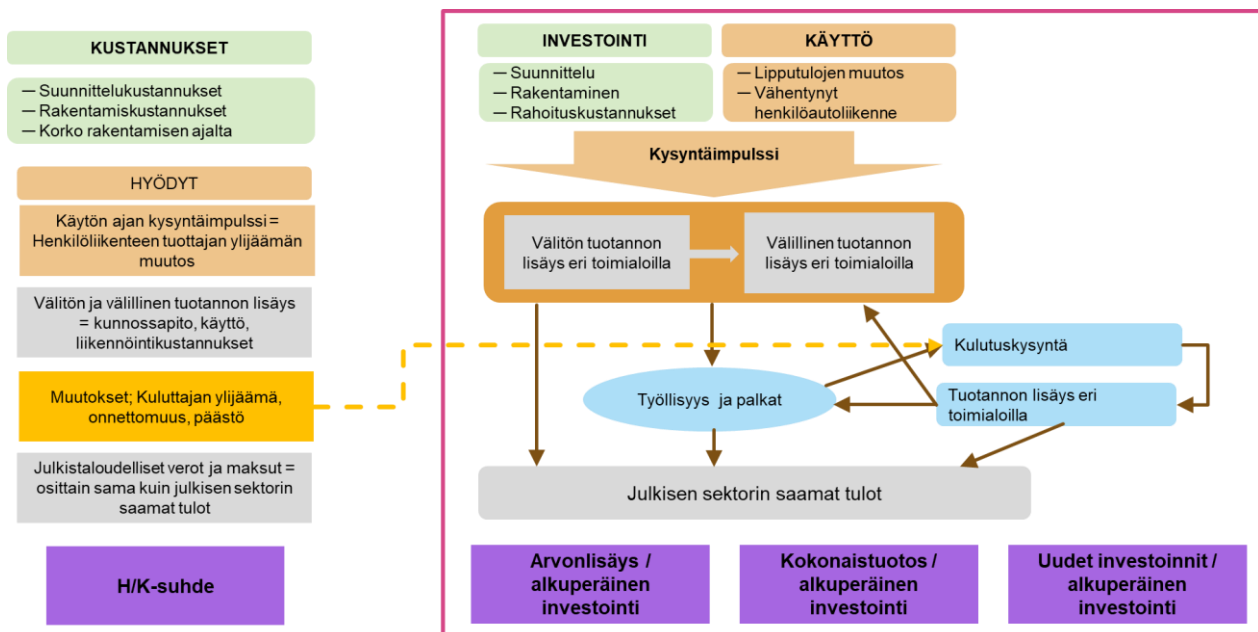 KUSTANNUKSET
— Suunnittelukustannukset
— Rakentamiskustannukset
— Korko rakentamisen ajalta
HYÖDYT
Käytön ajan kysyntäimpulssi =
Henkilöliikenteen tuottajan ylijäämän
muutos
Välitön ja välillinen tuotannon lisäys
= kunnossapito, käyttö,
liikennöintikustannukset
Muutokset; Kuluttajan ylijäämä,
onnettomuus, päästö
Julkistaloudelliset verot ja maksut =
osittain sama kuin julkisen sektorin
saamat tulot
H/K-suhde
INVESTOINTI
— Suunnittelu
— Rakentaminen
— Rahoituskustannukset
KÄYTTÖ
— Lipputulojen muutos
— Vähentynyt
henkilöautoliikenne
Kysyntäimpulssi
Välitön tuotannon
lisäys eri toimialoilla
Välillinen tuotannon
lisäys eri toimialoilla
Kulutuskysyntä
Työllisyys ja palkat
Tuotannon lisäys eri
toimialoilla
Julkisen sektorin saamat tulot
Arvonlisäys /
alkuperäinen
investointi
Kokonaistuotos /
alkuperäinen
investointi
Uudet investoinnit /
alkuperäinen
investointi